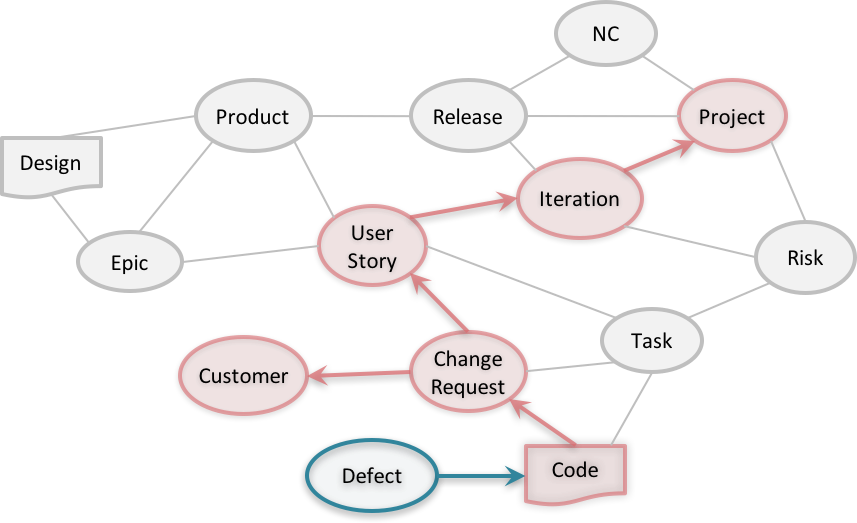 NC
Product
Release
Project
Design
Iteration
User
Story
Epic
Risk
Task
Change
Request
Customer
Defect
Code